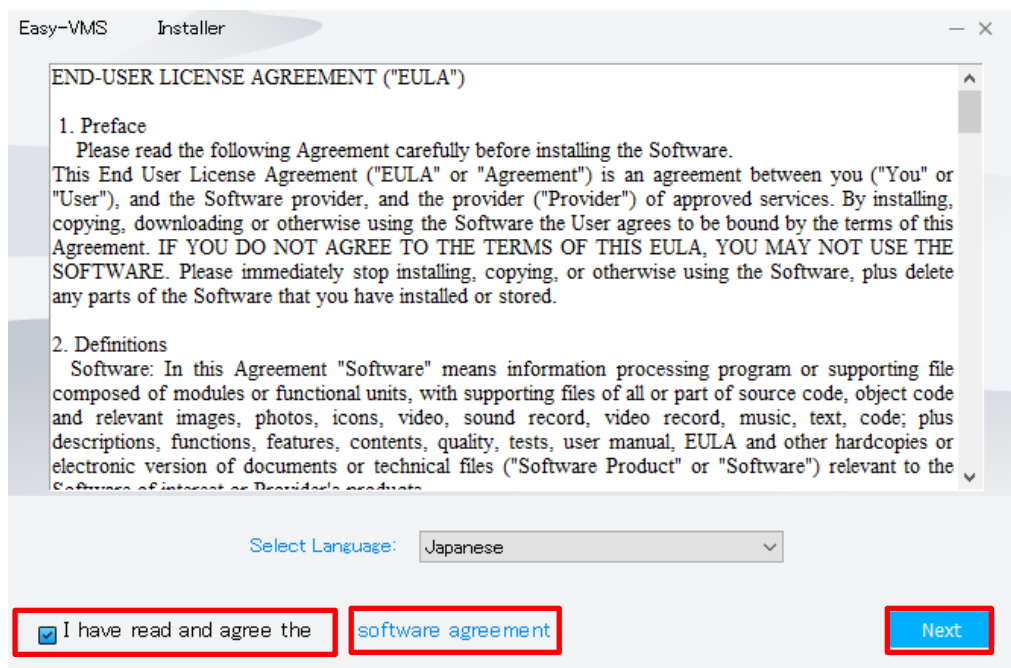 Easy-VMS Installer
END-USER LICENSE AGREEMENT ("EULA")
1. Preface
Please read the following Agreement carefully before installing the Software.
This End User License Agreement ("EULA" or "Agreement") is an agreement between you ("You" or
"User"), and the Software provider, and the provider ("Provider") of approved services. By installing,
copying, downloading or otherwise using the Software the User agrees to be bound by the terms of this
Agreement. IF YOU DO NOT AGREE TO THE TERMS OF THIS EULA, YOU MAY NOT USE THE
SOFTWARE. Please immediately stop installing, copying, or otherwise using the Software, plus delete
any parts of the Software that you have installed or stored.
2. Definitions
Software: In this Agreement "Software" means information processing program or supporting file
composed of modules or functional units, with supporting files of all or part of source code, object code
and relevant images, photos, icons, video, sound record, video record, music, text, code; plus
descriptions, functions, features, contents, quality, tests, user manual, EULA and other hardcopies or
electronic version of documents or technical files ("Software Product" or "Software") relevant to the
Software of interest or Provider's products
Select Language: Japanese
I have read and agree the software agreement Next